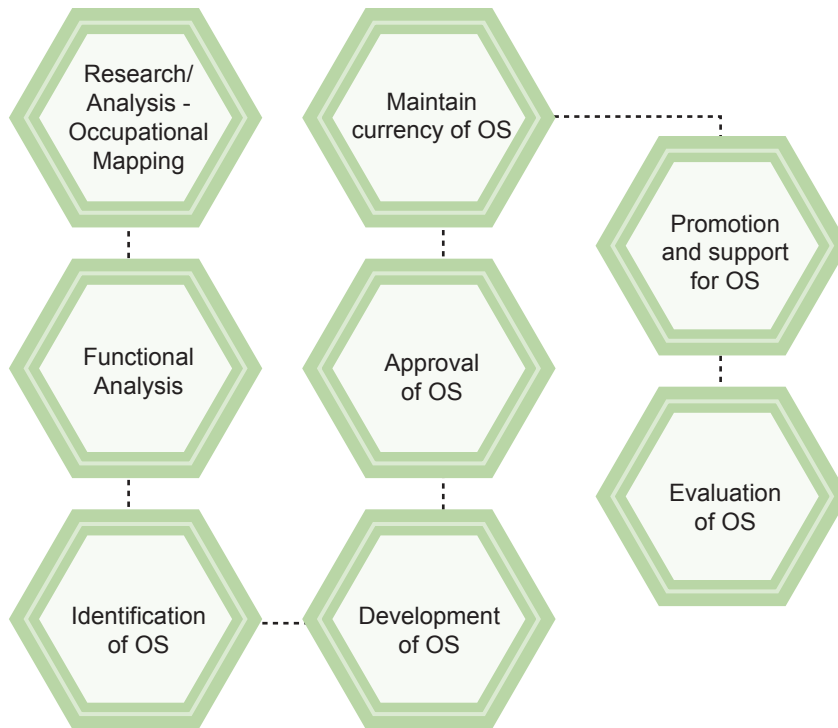 Research/
Analysis -
Occupational
Mapping
Functional
Analysis
Identification
of OS
Development
of OS
Approval
of OS
Maintain
currency of OS
Promotion
and support
for OS
Evaluation
of OS